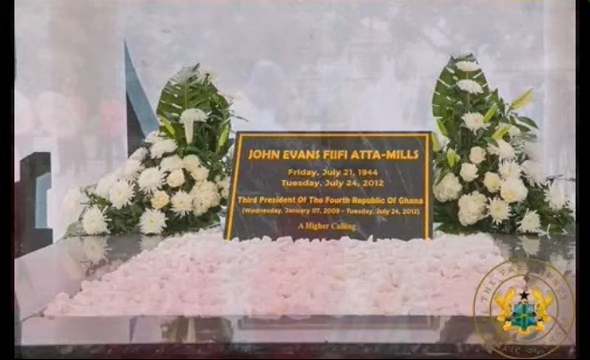 JOHN EVANS FIIFI ATTA-MILLS
Friday, July 21, 1944
Tuesday, July 24, 2012
Third President Of The Fourth Republic Of Ghana
(Wednesday, January 07, 2009 - Tuesday, July 24, 2012)
A Higher Calling